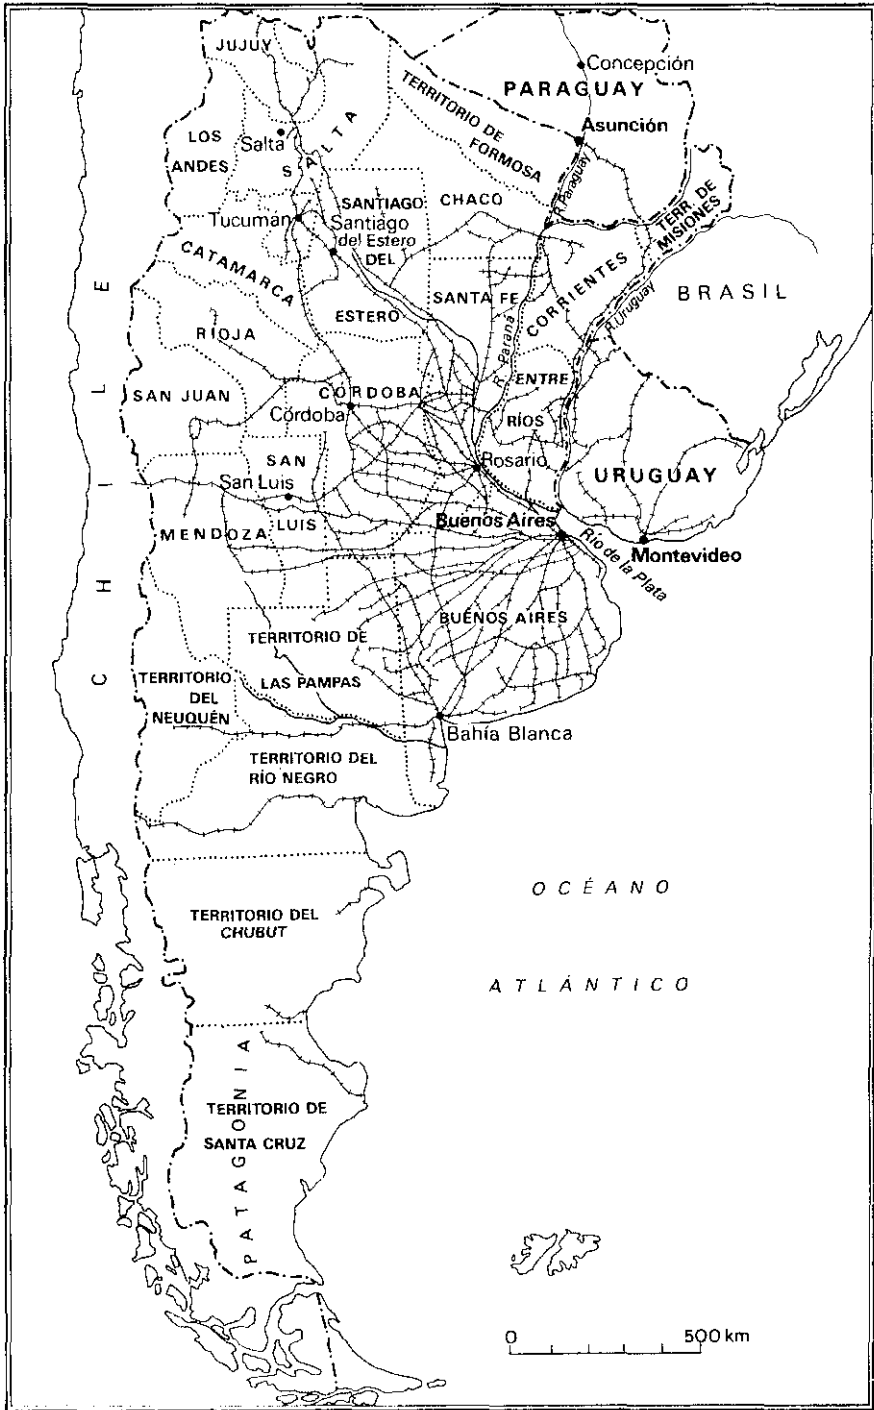 JUJUY
Concepción
PARAGUAY
TERRITORIO DE
FORMOSA
Asunción
LOS
ANDES
Salta
SALTA
R. Paraguay
SANTIAGO
DEL
ESTERO
CHACO
TERR. DE
MISIONES
Tucumán
Santiago
del Estero
CATAMARCA
SANTA FE
CORRIENTES
R. Uruguay
BRASIL
RIOJA
R. Paraná
ENTRE
RÍOS
SAN JUAN
CÓRDOBA
Córdoba
CHILE
Rosario
SAN
LUIS
San Luis
URUGUAY
MENDOZA
Buenos Aires
Río de la Plata
Montevideo
BUENOS AIRES
TERRITORIO DE
LAS PAMPAS
TERRITORIO
DEL
NEUQUÉN
Bahía Blanca
TERRITORIO DEL
RÍO NEGRO
OCÉANO
ATLÁNTICO
TERRITORIO DEL
CHUBUT
PATAGONIA
TERRITORIO DE
SANTA CRUZ
0 500 km